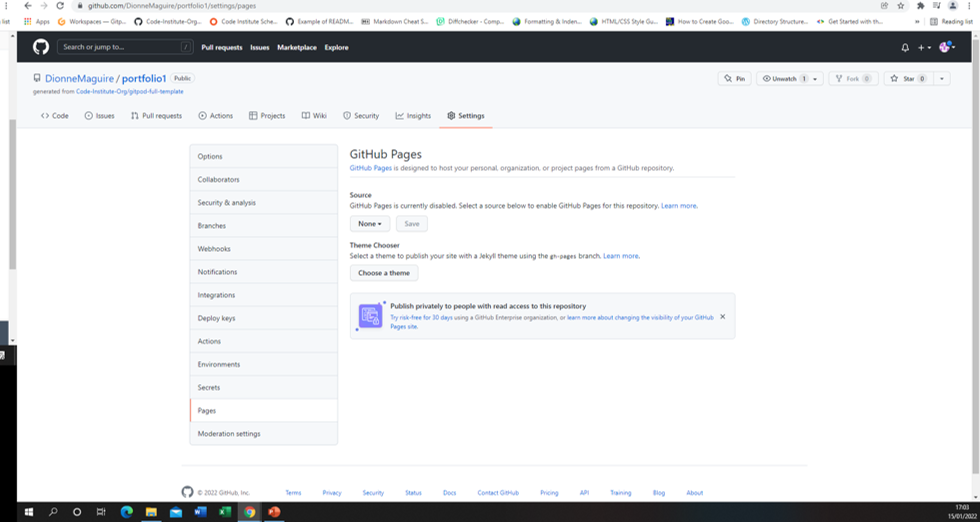 github.com/DionneMaguire/portfolio1/settings/pages
list Apps Workspaces — Gitp... Code-Institute-Org... Code Institute Sche... Example of READM... Markdown Cheat S... Diffchecker - Comp... Formatting & Inden... HTML/CSS Style Gu... How to Create Goo... Directory Structure... Get Started with th... » Reading list
Search or jump to... / Pull requests Issues Marketplace Explore
DionneMaguire / portfolio1 Public Pin Unwatch 1 Fork 0 Star 0
generated from Code-Institute-Org/gitpod-full-template
Code Issues Pull requests Actions Projects Wiki Security Insights Settings
Options
Collaborators
Security & analysis
Branches
Webhooks
Notifications
Integrations
Deploy keys
Actions
Environments
Secrets
Pages
Moderation settings
GitHub Pages
GitHub Pages is designed to host your personal, organization, or project pages from a GitHub repository.
Source
GitHub Pages is currently disabled. Select a source below to enable GitHub Pages for this repository. Learn more.
None Save
Theme Chooser
Select a theme to publish your site with a Jekyll theme using the gh-pages branch. Learn more.
Choose a theme
Publish privately to people with read access to this repository
Try risk-free for 30 days using a GitHub Enterprise organization, or learn more about changing the visibility of your GitHub
Pages site.
© 2022 GitHub, Inc. Terms Privacy Security Status Docs Contact GitHub Pricing API Training Blog About
17:03
15/01/2022